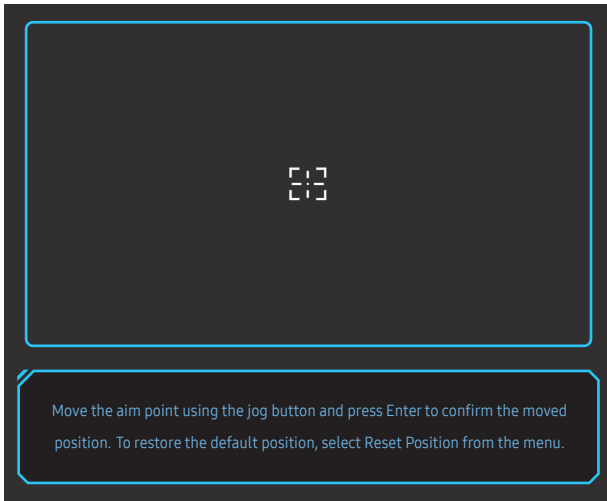 Move the aim point using the jog button and press Enter to confirm the moved
position. To restore the default position, select Reset Position from the menu.